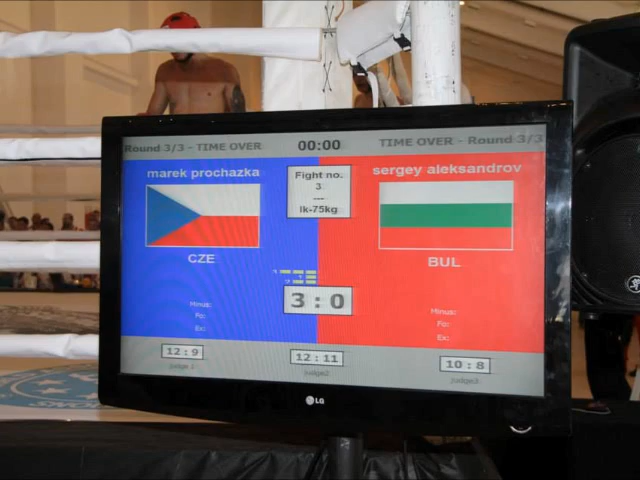 Round 3/3 - TIME OVER 00:00 TIME OVER - Round 3/3
marek prochazka
Fight no.
3
---
lk-75kg
sergey aleksandrov
CZE
BUL
3 : 0
Minus:
Fo:
Ex:
Minus:
Fo:
Ex:
12 : 9
judge 1
12 : 11
judge2
10 : 8
judge3
LG